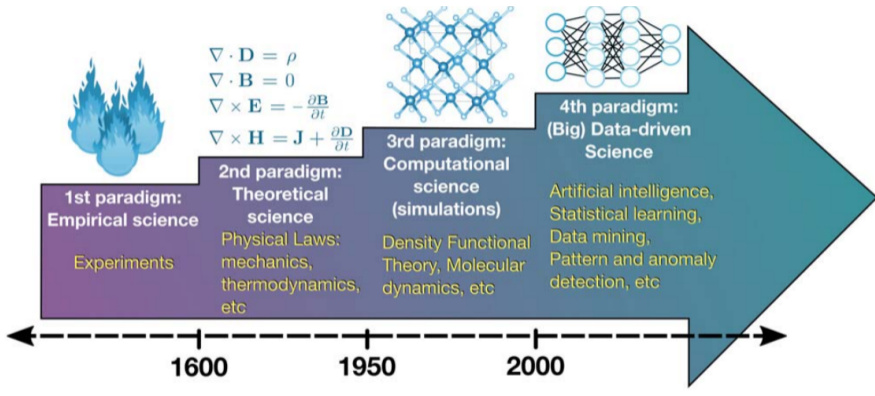 ∇ · D = ρ
∇ · B = 0
∇ × E = −∂B/∂t
∇ × H = J + ∂D/∂t
1st paradigm:
Empirical science
Experiments
2nd paradigm:
Theoretical
science
Physical Laws:
mechanics,
thermodynamics,
etc
3rd paradigm:
Computational
science
(simulations)
Density Functional
Theory, Molecular
dynamics, etc
4th paradigm:
(Big) Data-driven
Science
Artificial intelligence,
Statistical learning,
Data mining,
Pattern and anomaly
detection, etc
1600
1950
2000